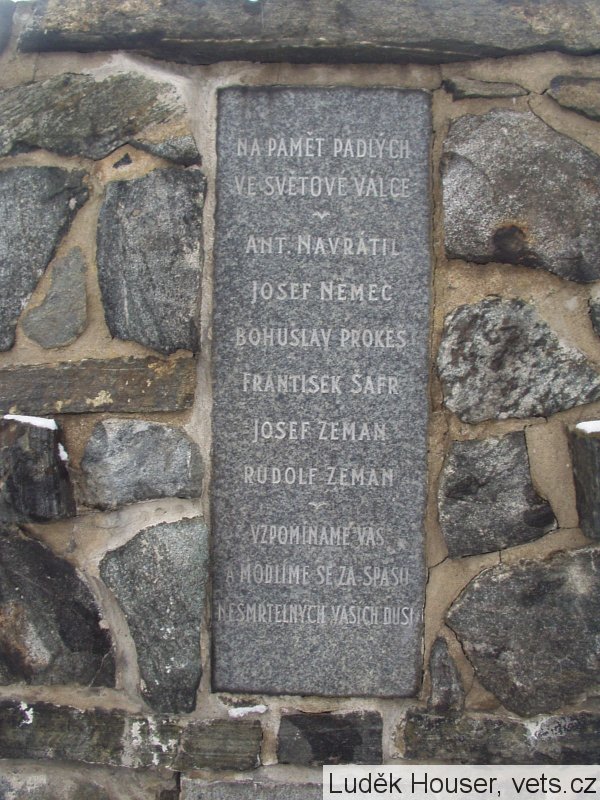 NA PAMĚT PADLÝCH
VE SVĚTOVÉ VÁLCE
ANT. NAVRÁTIL
JOSEF NĚMEC
BOHUSLAV PROKEŠ
FRANTIŠEK ŠAFR
JOSEF ZEMAN
RUDOLF ZEMAN
VZPOMÍNÁME VÁS
A MODLÍME SE ZA SPÁSU
NESMRTELNÝCH VAŠICH DUŠÍ
Luděk Houser, vets.cz